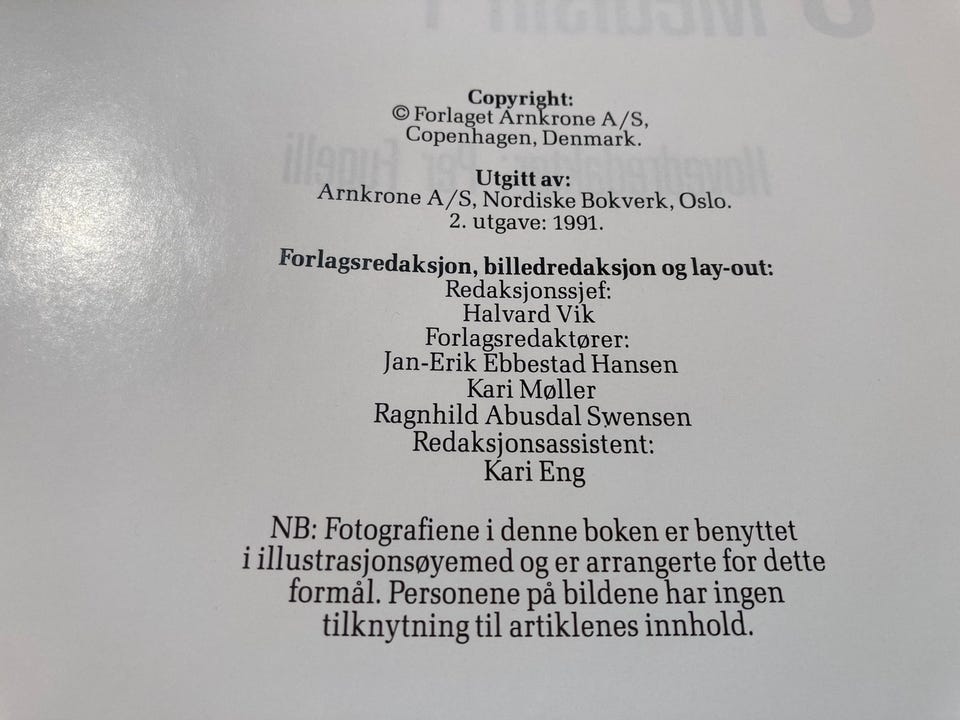 Copyright:
© Forlaget Arnkrone A/S,
Copenhagen, Denmark.
Utgitt av:
Arnkrone A/S, Nordiske Bokverk, Oslo.
2. utgave: 1991.
Forlagsredaksjon, billedredaksjon og lay-out:
Redaksjonssjef:
Halvard Vik
Forlagsredaktører:
Jan-Erik Ebbestad Hansen
Kari Møller
Ragnhild Abusdal Swensen
Redaksjonsassistent:
Kari Eng
NB: Fotografiene i denne boken er benyttet
i illustrasjonsøyemed og er arrangerte for dette
formål. Personene på bildene har ingen
tilknytning til artiklenes innhold.